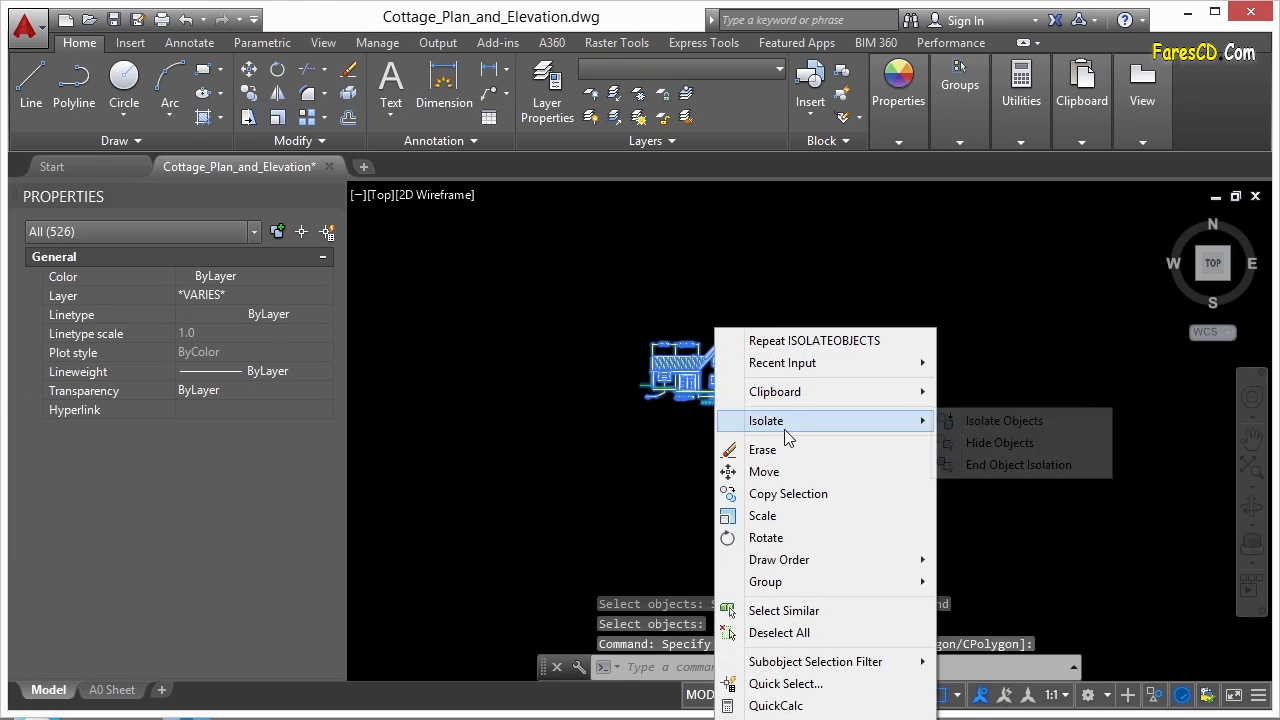 Cottage_Plan_and_Elevation.dwg
Type a keyword or phrase
Sign In
Home Insert Annotate Parametric View Manage Output Add-ins A360 Raster Tools Express Tools Featured Apps BIM 360 Performance
FaresCD.Com
Line Polyline Circle Arc Text Dimension Layer Properties Insert Properties Groups Utilities Clipboard View
Draw Modify Annotation Layers Block
Start Cottage_Plan_and_Elevation*
PROPERTIES
[−][Top][2D Wireframe]
All (526)
General
Color ByLayer
Layer *VARIES*
Linetype ByLayer
Linetype scale 1.0
Plot style ByColor
Lineweight ByLayer
Transparency ByLayer
Hyperlink
N
W TOP E
S
WCS
Repeat ISOLATEOBJECTS
Recent Input
Clipboard
Isolate
Erase
Move
Copy Selection
Scale
Rotate
Draw Order
Group
Select Similar
Deselect All
Subobject Selection Filter
Quick Select...
QuickCalc
Isolate Objects
Hide Objects
End Object Isolation
Select objects:
Select objects:
Command: Specify
gon/CPolygon]:
Type a comma
Model A0 Sheet
MOD
1:1